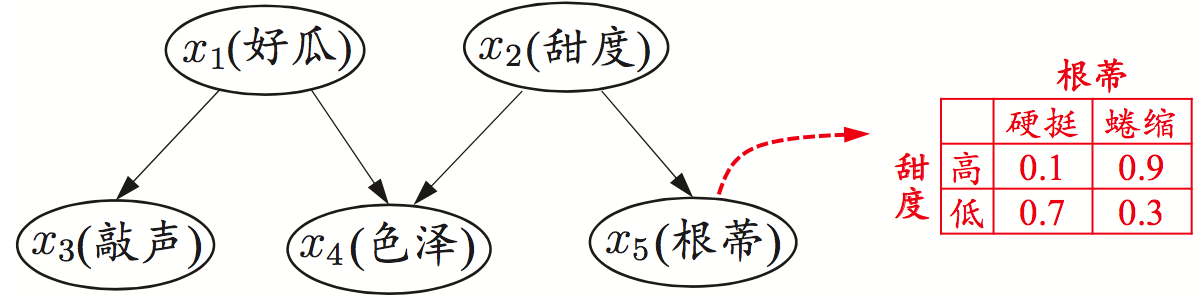 x1(好瓜)
x2(甜度)
x3(敲声)
x4(色泽)
x5(根蒂)
根蒂
硬挺 蜷缩
甜度
高 0.1 0.9
低 0.7 0.3